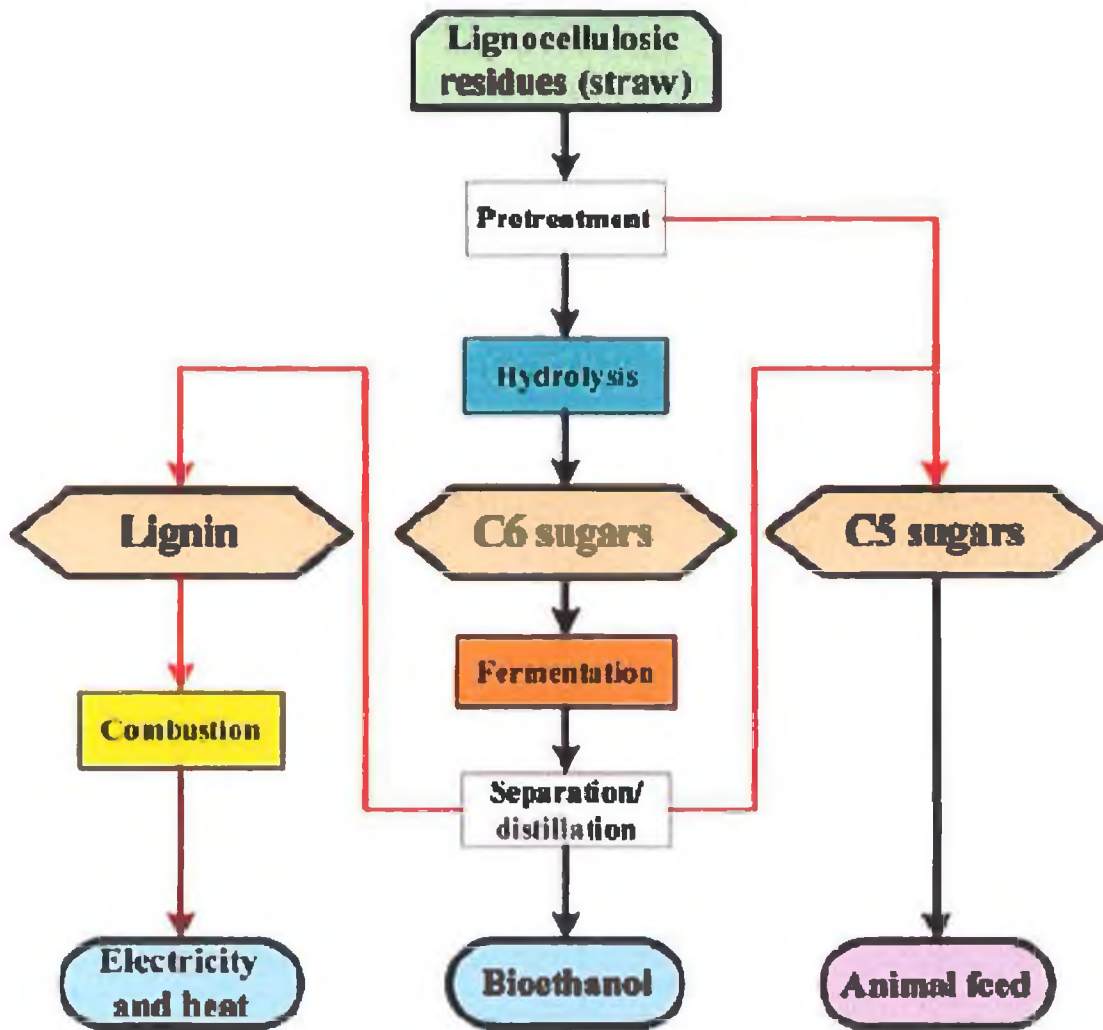 Lignocellulosic
residues (straw)
Pretreatment
Hydrolysis
Lignin
C6 sugars
C5 sugars
Fermentation
Combustion
Separation/
distillation
Electricity
and heat
Bioethanol
Animal feed